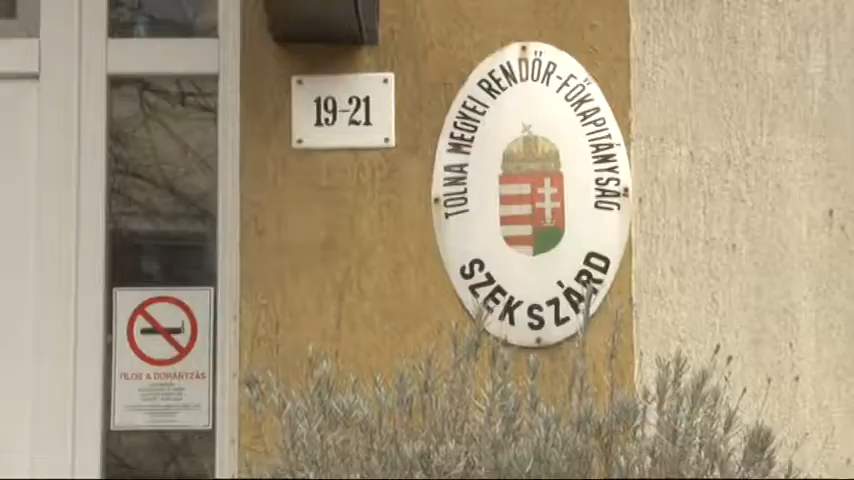 19-21
TOLNA MEGYEI RENDŐR-FŐKAPITÁNYSÁG
SZEKSZÁRD
TILOS A DOHÁNYZÁS